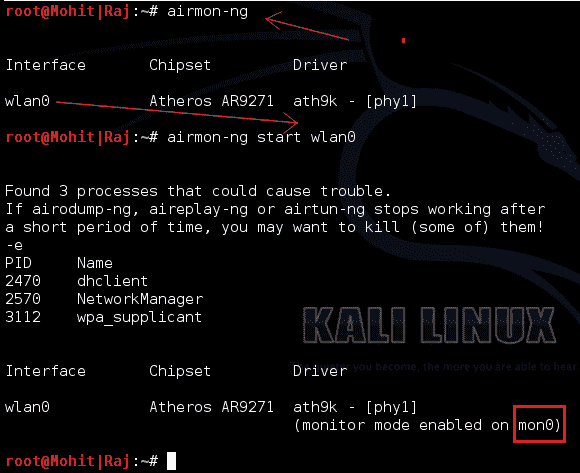 root@Mohit|Raj:~# airmon-ng
Interface Chipset Driver
wlan0 Atheros AR9271 ath9k - [phy1]
root@Mohit|Raj:~# airmon-ng start wlan0
Found 3 processes that could cause trouble.
If airodump-ng, aireplay-ng or airtun-ng stops working after
a short period of time, you may want to kill (some of) them!
-e
PID Name
2470 dhclient
2570 NetworkManager
3112 wpa_supplicant
KALI LINUX
you become, the more you are able to hear
Interface Chipset Driver
wlan0 Atheros AR9271 ath9k - [phy1]
(monitor mode enabled on mon0)
root@Mohit|Raj:~#